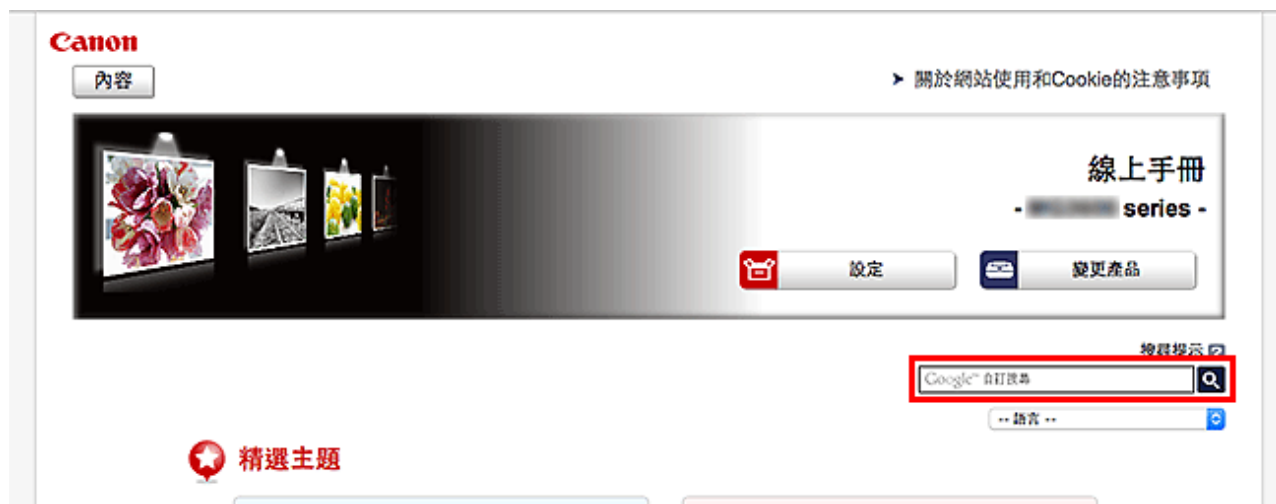 Canon
內容
關於網站使用和Cookie的注意事項
線上手冊
- series -
設定
變更產品
搜尋提示
Google™ 自訂搜尋
-- 語言 --
精選主題